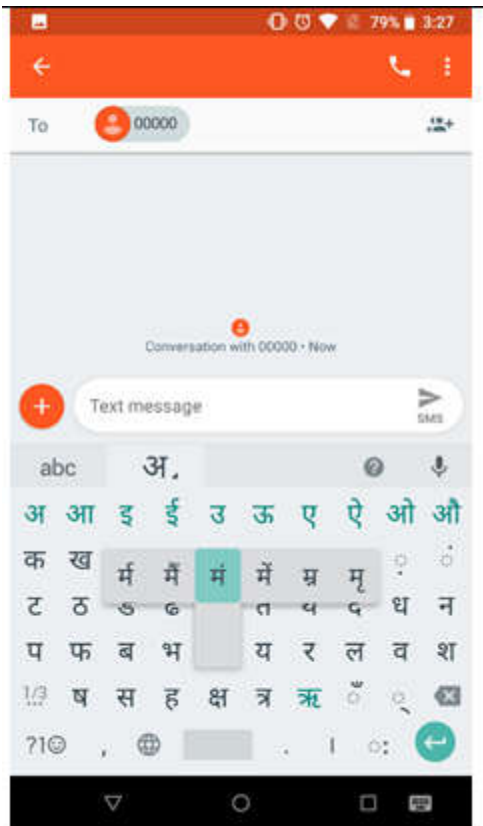 79% 3:27
To 00000
Conversation with 00000 • Now
+ Text message SMS
abc अ
अ आ इ ई उ ऊ ए ऐ ओ औ
क ख
र्म मैं मं में म्र मृ
ट ठ ड ढ त थ द ध न
प फ ब भ य र ल व श
1/3 ष स ह क्ष त्र ऋ ँ ्
?1☺ , . । ः